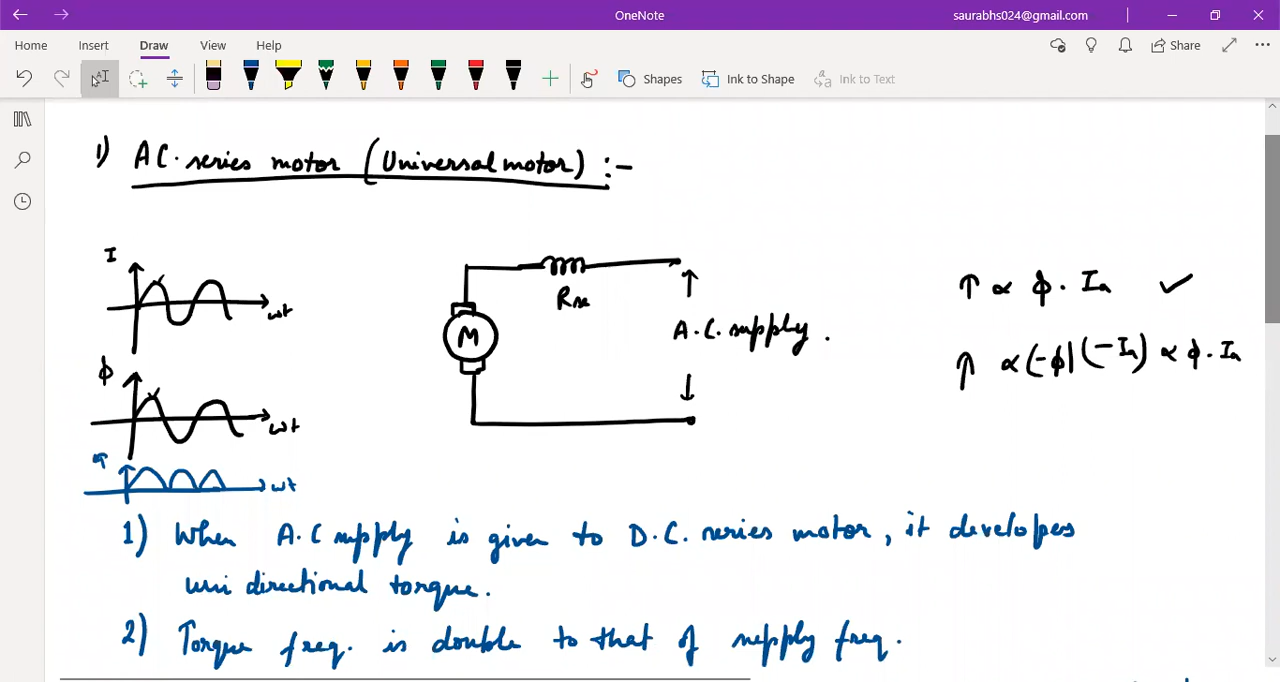 OneNote
saurabhs024@gmail.com
Home Insert Draw View Help
Share
Shapes Ink to Shape Ink to Text
1) A.C. series motor (Universal motor) :-
I
ωt
ϕ
ωt
ωt
Rse
M
A.C. supply.
↑ ∝ ϕ. Ia ✓
↑ ∝ (-ϕ) (-Ia) ∝ ϕ. Ia
1) When A.C supply is given to D.C. series motor, it developes
uni directional torque.
2) Torque freq. is double to that of supply freq.